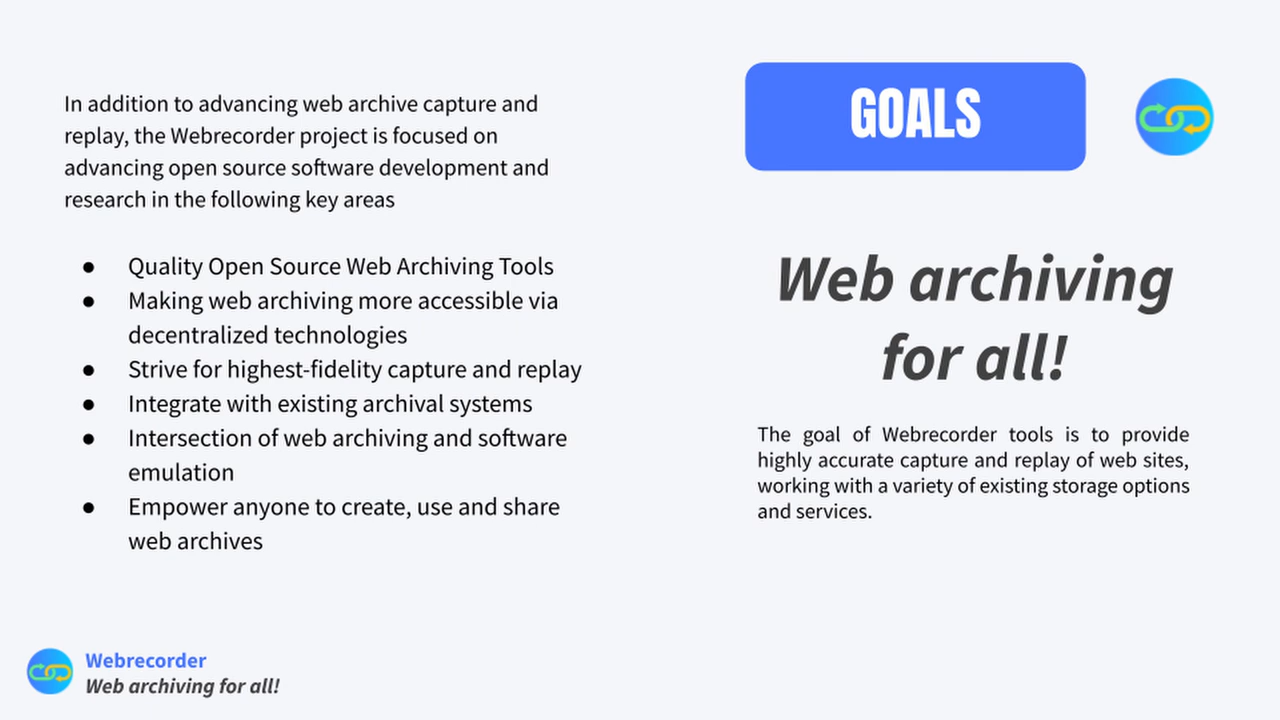 In addition to advancing web archive capture and
replay, the Webrecorder project is focused on
advancing open source software development and
research in the following key areas
● Quality Open Source Web Archiving Tools
● Making web archiving more accessible via
decentralized technologies
● Strive for highest-fidelity capture and replay
● Integrate with existing archival systems
● Intersection of web archiving and software
emulation
● Empower anyone to create, use and share
web archives
GOALS
Web archiving
for all!
The goal of Webrecorder tools is to provide
highly accurate capture and replay of web sites,
working with a variety of existing storage options
and services.
Webrecorder
Web archiving for all!